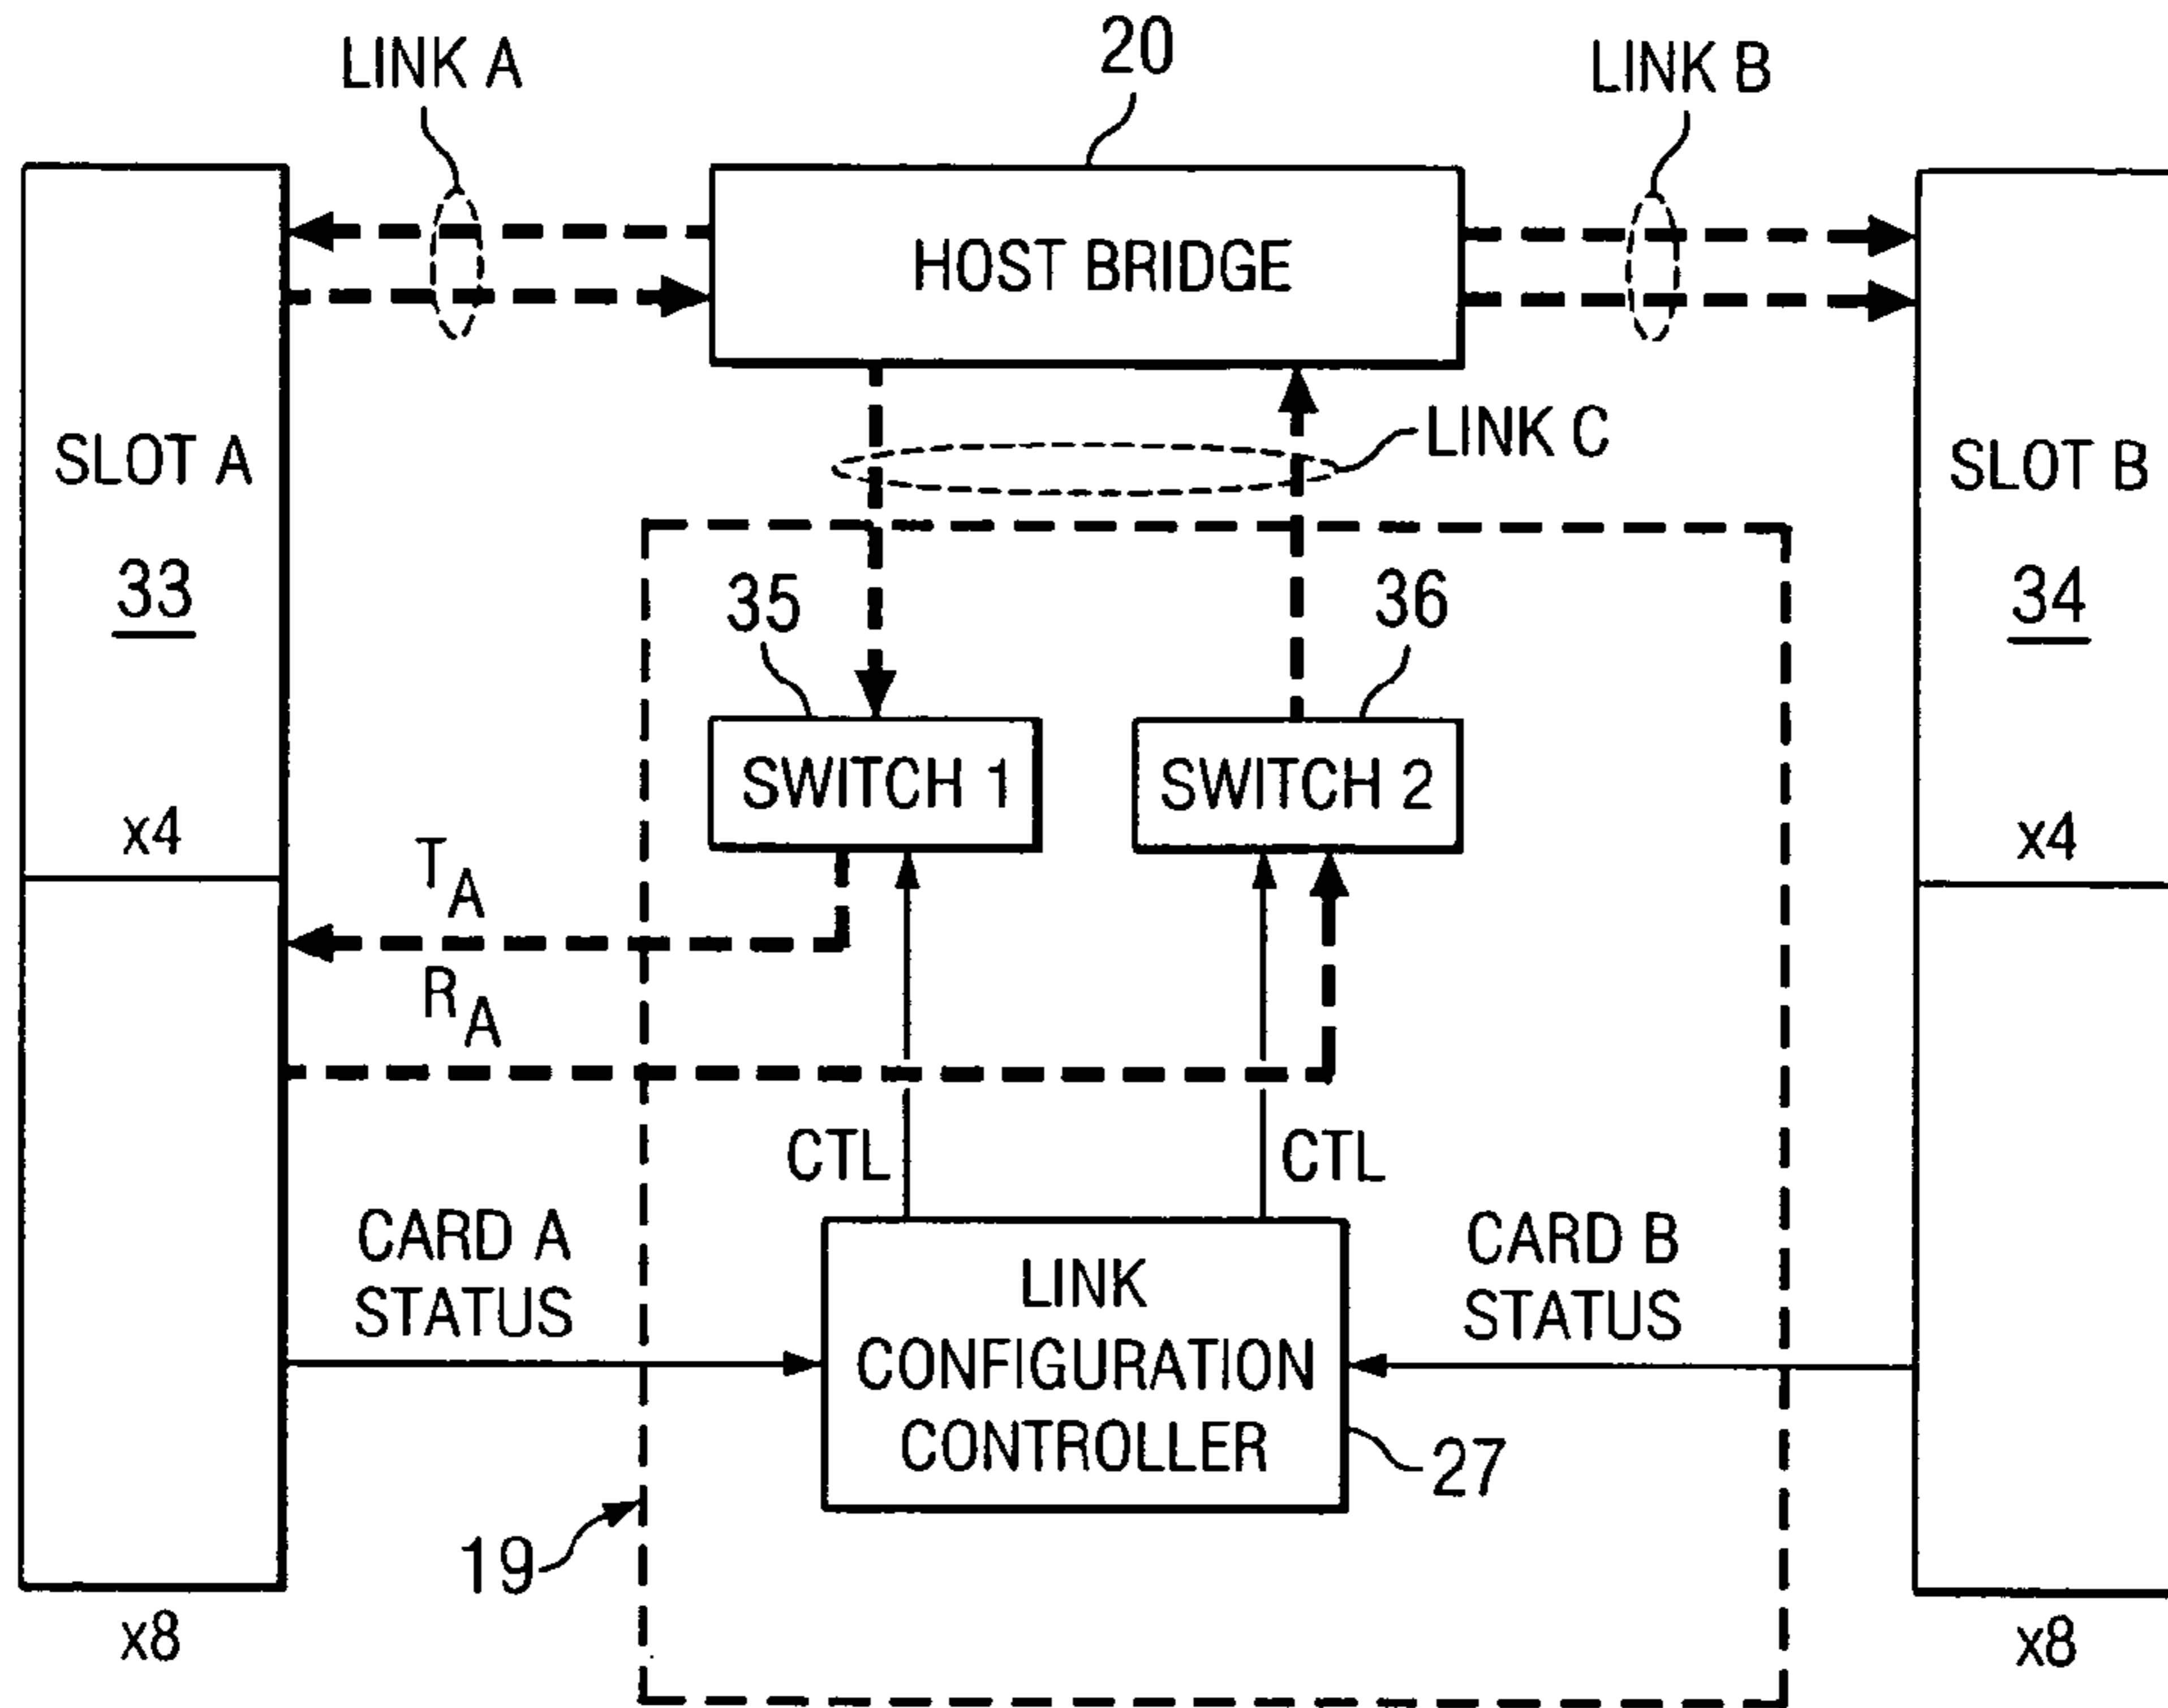 20
LINK A
LINK B
HOST BRIDGE
LINK C
SLOT A
SLOT B
33
34
35
36
SWITCH 1
SWITCH 2
x4
x4
TA
RA
CTL
CTL
CARD A
STATUS
CARD B
STATUS
LINK
CONFIGURATION
CONTROLLER
27
19
x8
x8